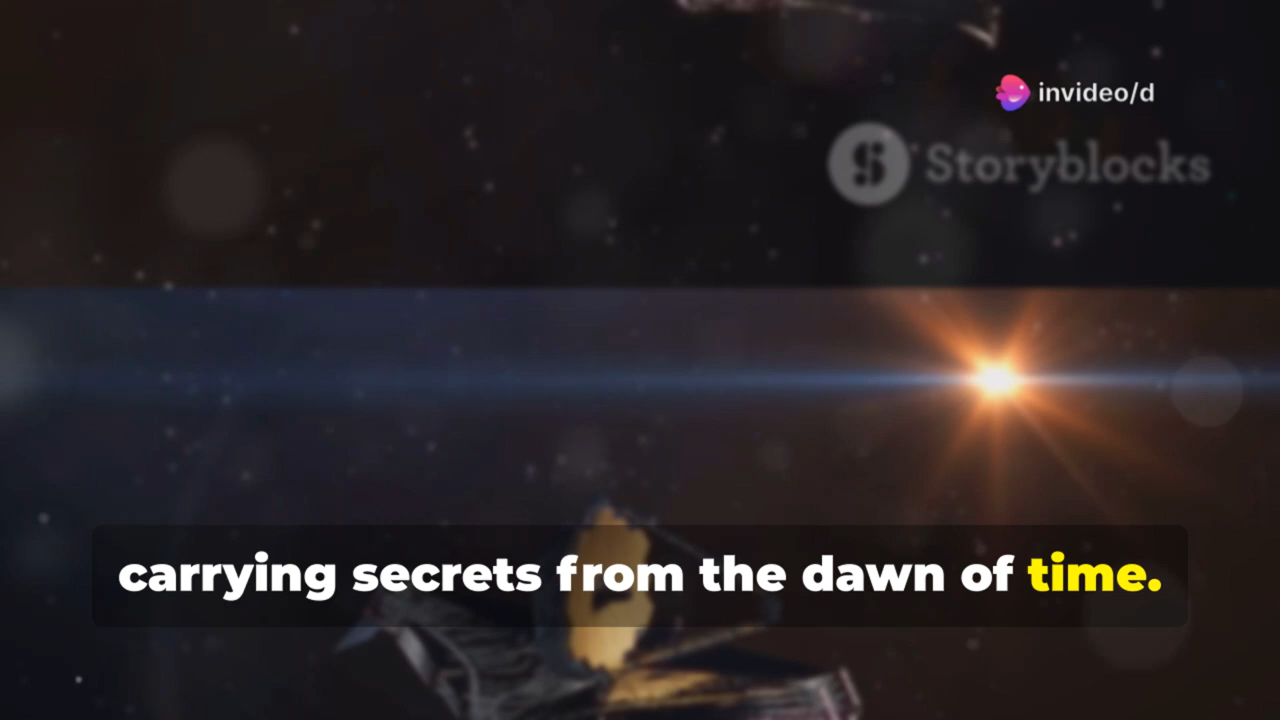 invideo/d
Storyblocks
carrying secrets from the dawn of time.